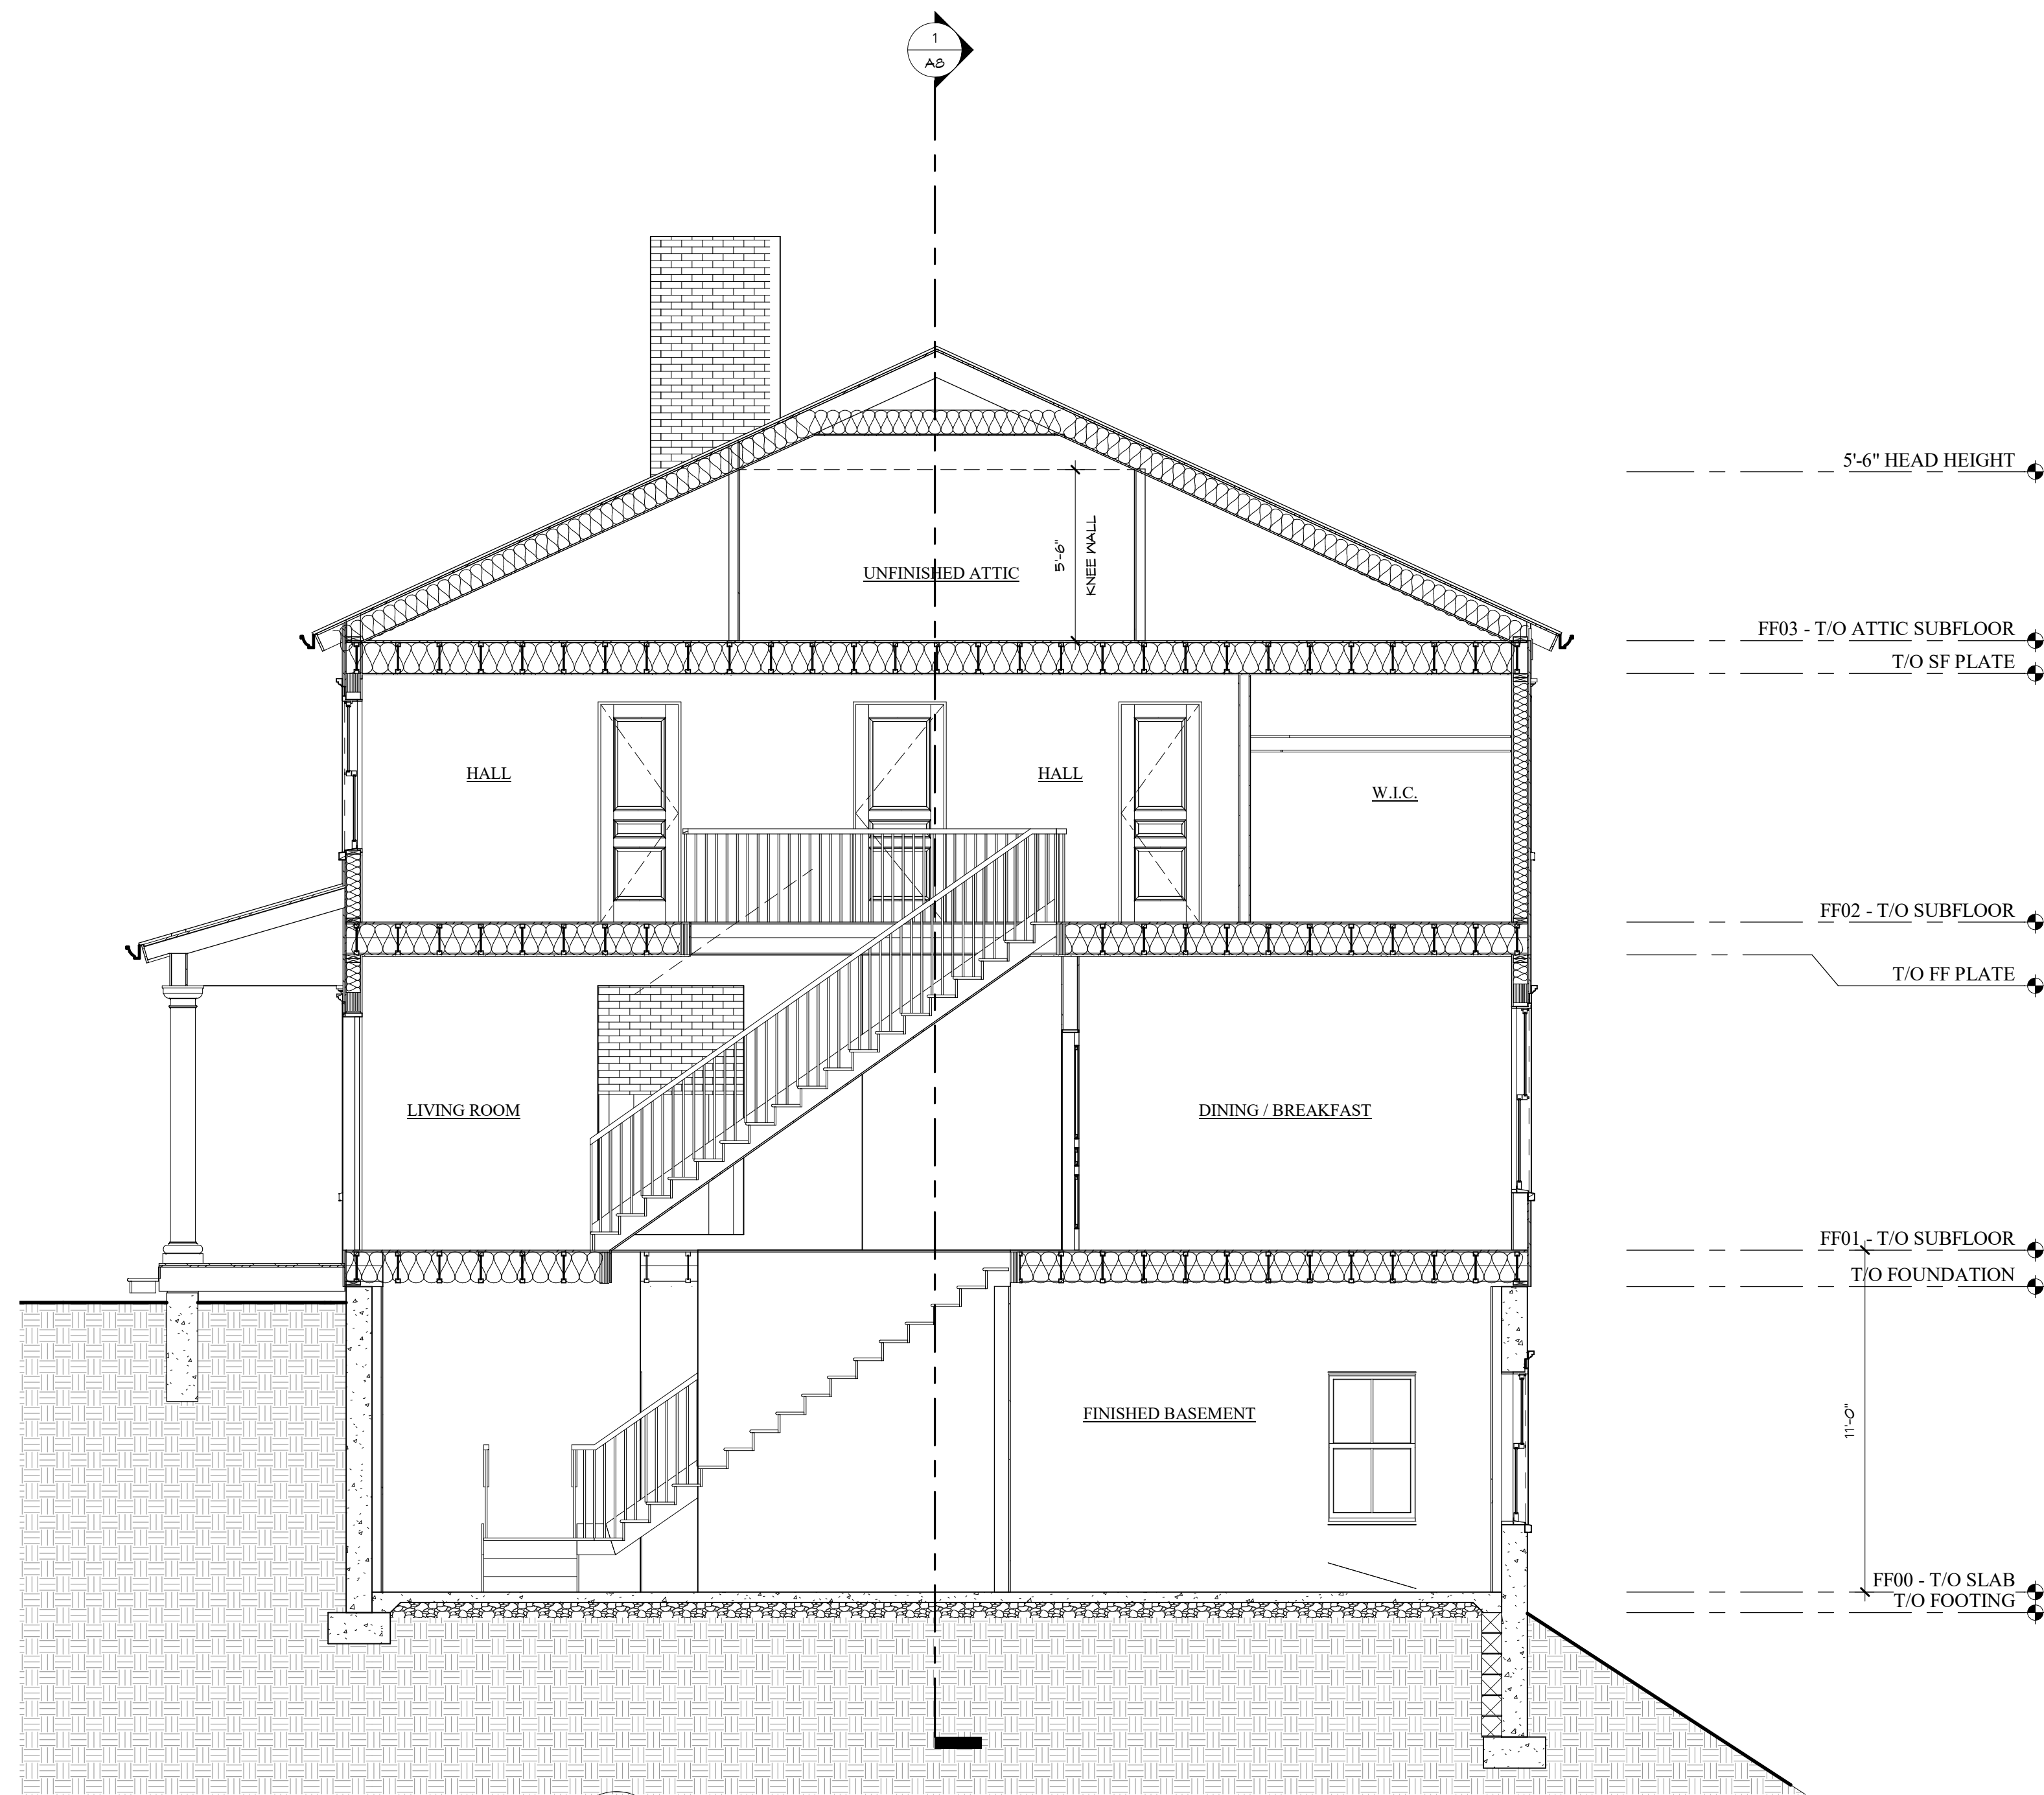 1
A8
5'-6" HEAD HEIGHT
5'-6"
KNEE WALL
UNFINISHED ATTIC
FF03 - T/O ATTIC SUBFLOOR
T/O SF PLATE
HALL
HALL
W.I.C.
FF02 - T/O SUBFLOOR
T/O FF PLATE
LIVING ROOM
DINING / BREAKFAST
FF01 - T/O SUBFLOOR
T/O FOUNDATION
FINISHED BASEMENT
11'-0"
FF00 - T/O SLAB
T/O FOOTING